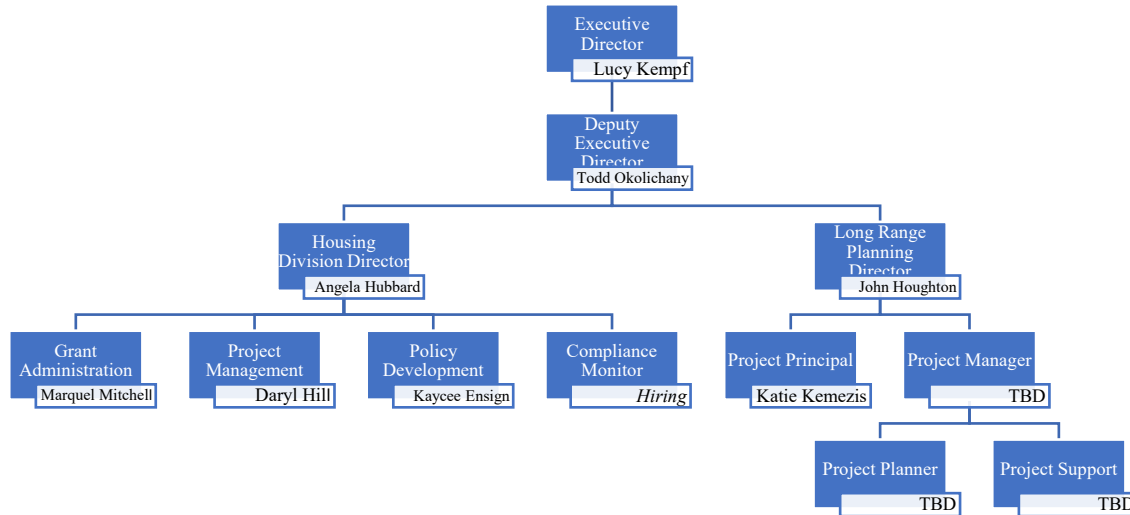 Executive
Director
Lucy Kempf
Deputy
Executive
Director
Todd Okolichany
Housing
Division Director
Angela Hubbard
Long Range
Planning
Director
John Houghton
Grant
Administration
Marquel Mitchell
Project
Management
Daryl Hill
Policy
Development
Kaycee Ensign
Compliance
Monitor
Hiring
Project Principal
Katie Kemezis
Project Manager
TBD
Project Planner
TBD
Project Support
TBD